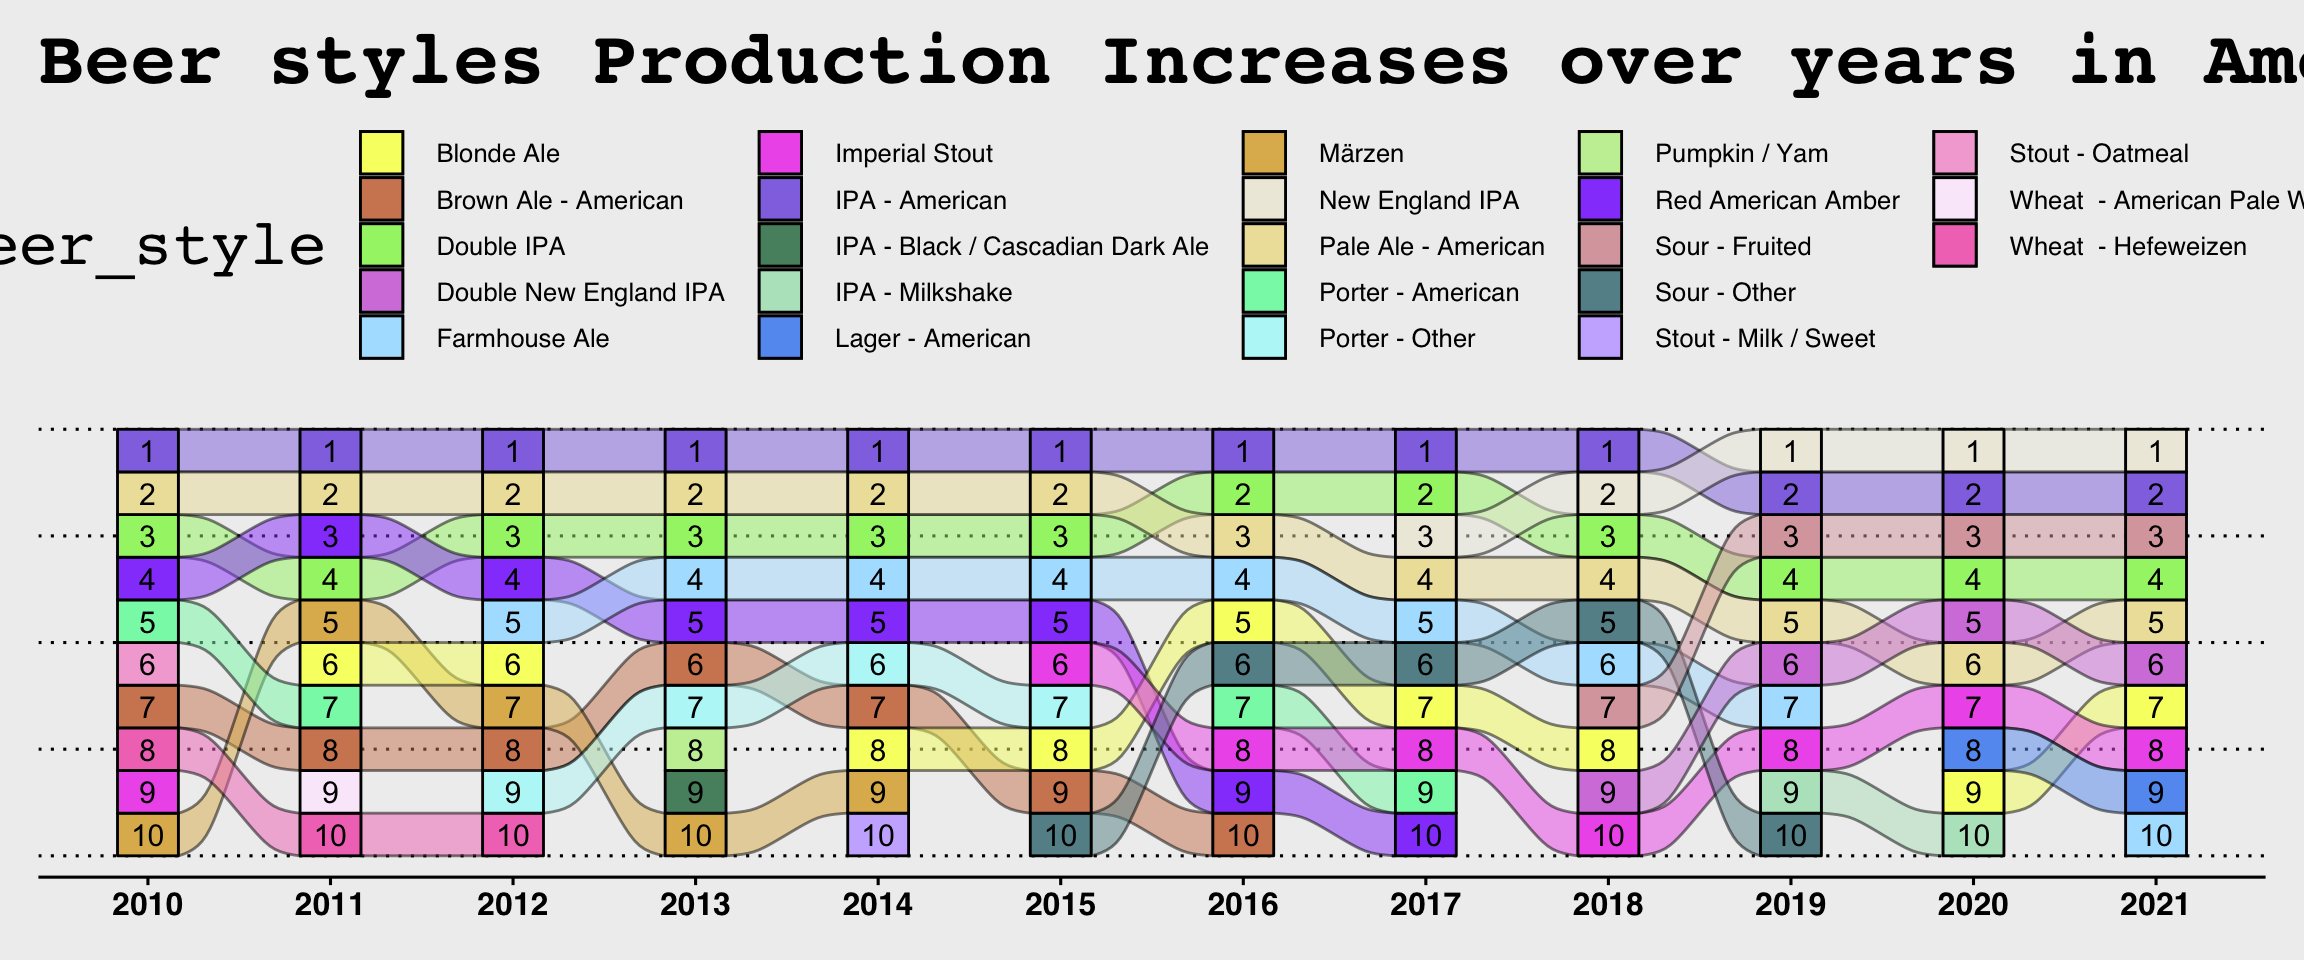 Beer styles Production Increases over years in Am
Blonde Ale Imperial Stout Märzen Pumpkin / Yam Stout - Oatmeal
Brown Ale - American IPA - American New England IPA Red American Amber Wheat - American Pale W
eer_style Double IPA IPA - Black / Cascadian Dark Ale Pale Ale - American Sour - Fruited Wheat - Hefeweizen
Double New England IPA IPA - Milkshake Porter - American Sour - Other
Farmhouse Ale Lager - American Porter - Other Stout - Milk / Sweet
1 1 1 1 1 1 1 1 1 1 1 1
2 2 2 2 2 2 2 2 2 2 2 2
3 3 3 3 3 3 3 3 3 3 3 3
4 4 4 4 4 4 4 4 4 4 4 4
5 5 5 5 5 5 5 5 5 5 5 5
6 6 6 6 6 6 6 6 6 6 6 6
7 7 7 7 7 7 7 7 7 7 7 7
8 8 8 8 8 8 8 8 8 8 8 8
9 9 9 9 9 9 9 9 9 9 9 9
10 10 10 10 10 10 10 10 10 10 10 10
2010 2011 2012 2013 2014 2015 2016 2017 2018 2019 2020 2021